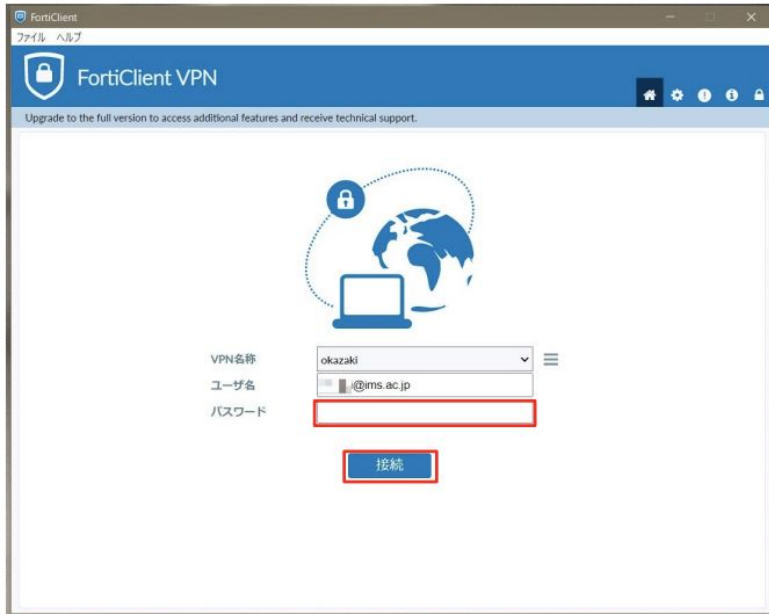 FortiClient
ファイル ヘルプ
FortiClient VPN
Upgrade to the full version to access additional features and receive technical support.
VPN名称 okazaki
ユーザ名 @ims.ac.jp
パスワード
接続